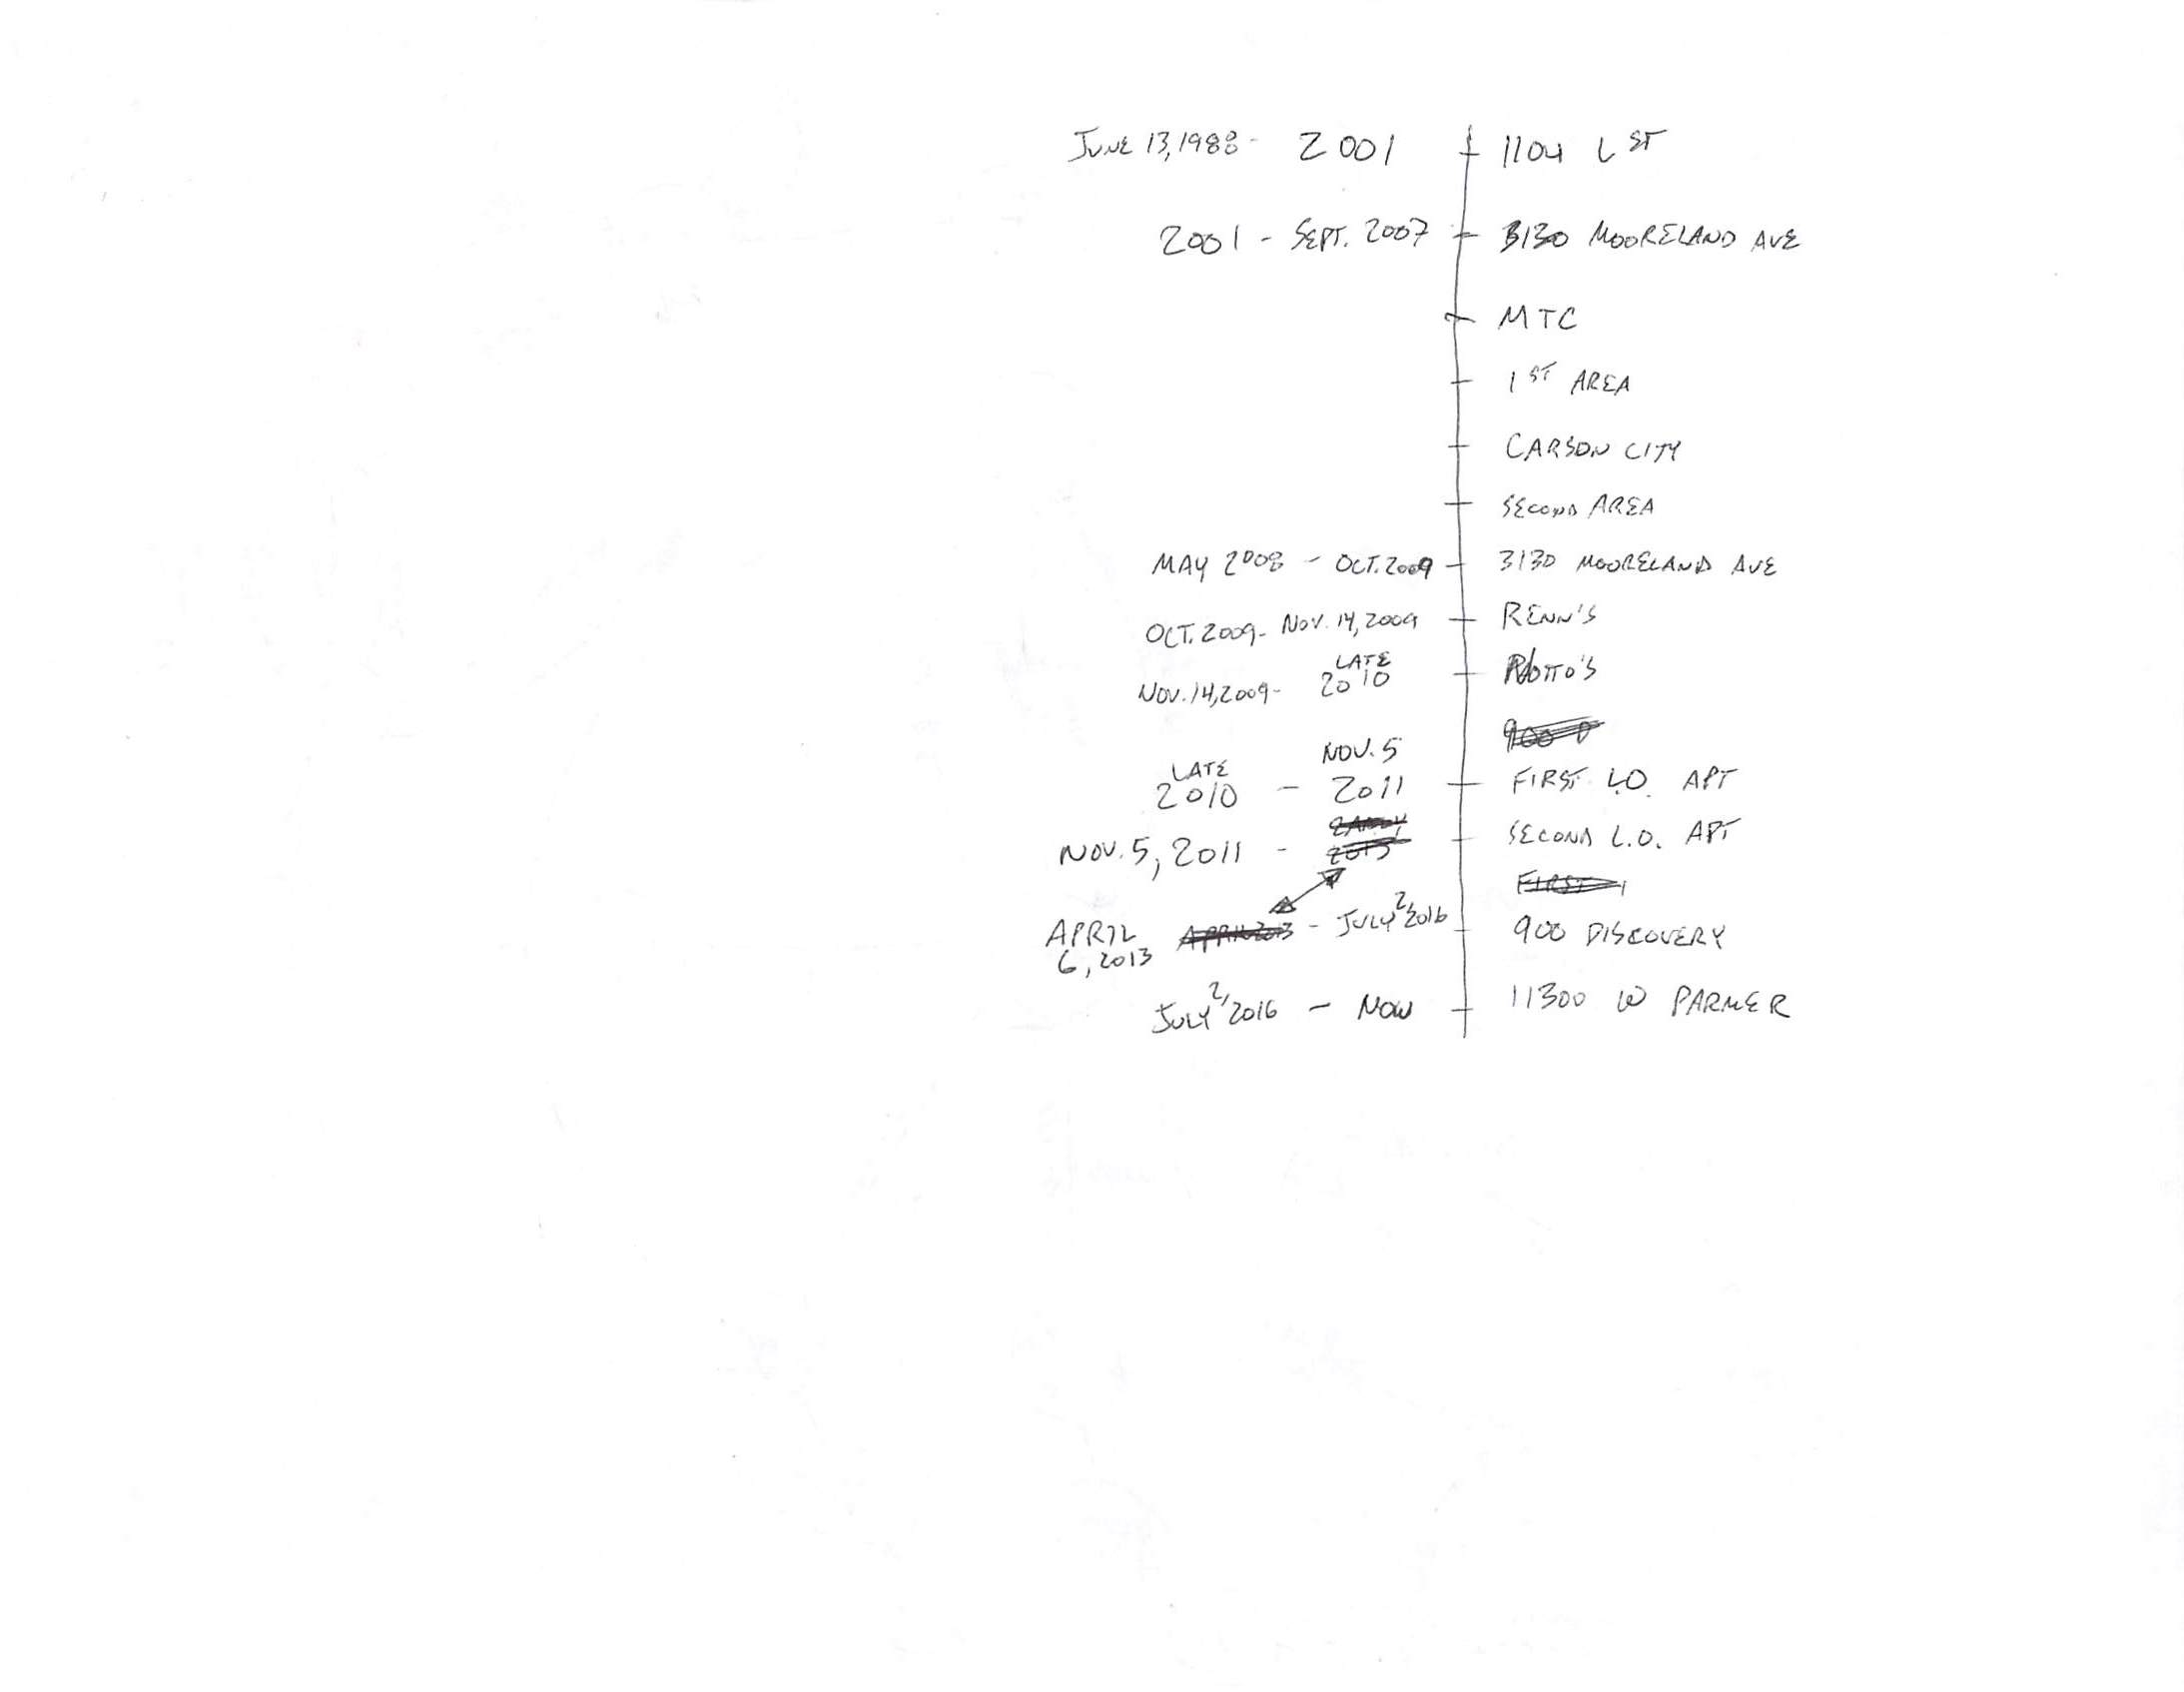 JUNE 13, 1988 - 2001 1104 L ST
2001 - SEPT. 2007 3130 MOORELAND AVE
MTC
1ST AREA
CARSON CITY
SECOND AREA
MAY 2008 - OCT. 2009 3130 MOORELAND AVE
OCT. 2009 - NOV. 14, 2009 RENN'S
NOV. 14, 2009 - LATE 2010
900 D
LATE 2010 - NOV. 5 2011 FIRST L.O. APT
NOV. 5, 2011 - EARLY 2013 SECOND L.O. APT
FIRST
APRIL 6, 2013 APRIL 2013 - JULY 2, 2016 900 DISCOVERY
JULY 2, 2016 - NOW 11300 W PARMER